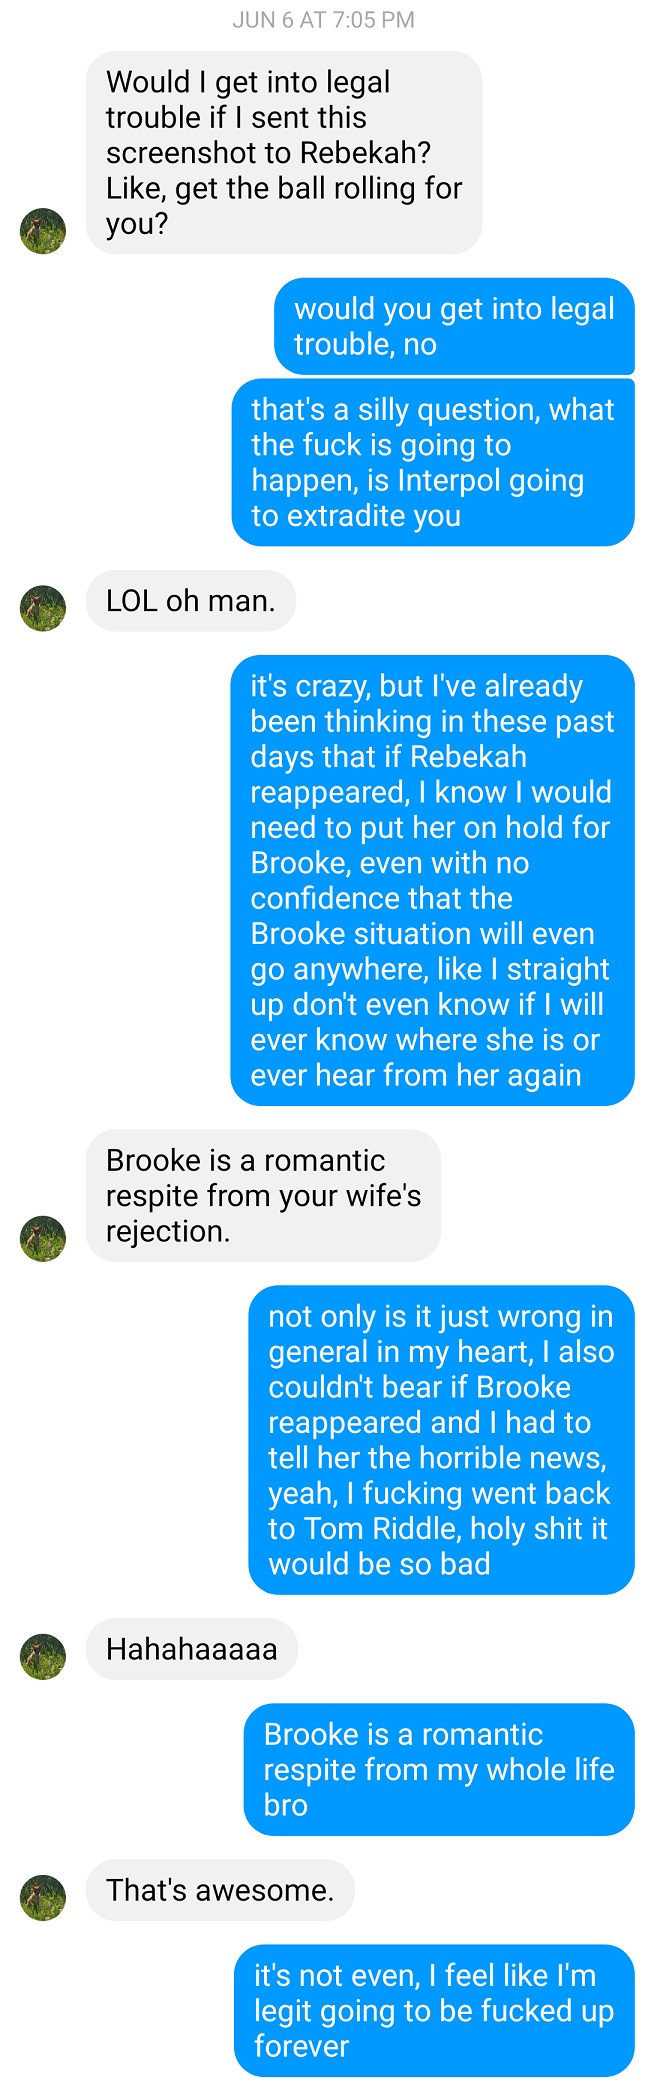 JUN 6 AT 7:05 PM
Would I get into legal
trouble if I sent this
screenshot to Rebekah?
Like, get the ball rolling for
you?
would you get into legal
trouble, no
that's a silly question, what
the fuck is going to
happen, is Interpol going
to extradite you
LOL oh man.
it's crazy, but I've already
been thinking in these past
days that if Rebekah
reappeared, I know I would
need to put her on hold for
Brooke, even with no
confidence that the
Brooke situation will even
go anywhere, like I straight
up don't even know if I will
ever know where she is or
ever hear from her again
Brooke is a romantic
respite from your wife's
rejection.
not only is it just wrong in
general in my heart, I also
couldn't bear if Brooke
reappeared and I had to
tell her the horrible news,
yeah, I fucking went back
to Tom Riddle, holy shit it
would be so bad
Hahahaaaaa
Brooke is a romantic
respite from my whole life
bro
That's awesome.
it's not even, I feel like I'm
legit going to be fucked up
forever